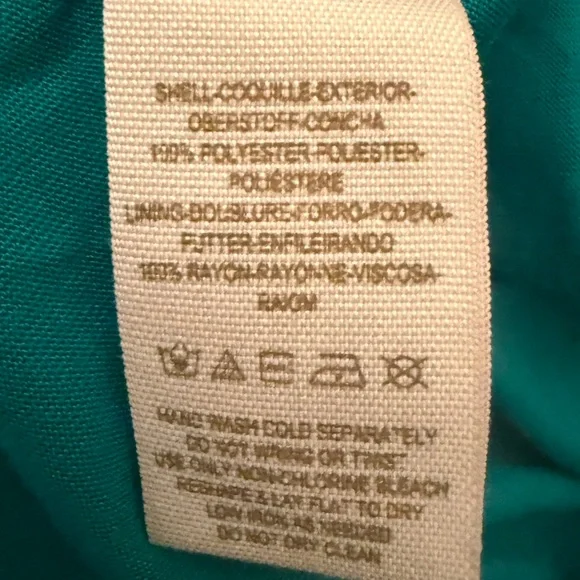 SHELL-COQUILLE-EXTERIOR-
OBERSTOFF-CONCHA
100% POLYESTER-POLIESTER-
POLIÉSTERE
LINING-DOLBLURE-FORRO-FODERA-
FUTTER-ENFILEIRANDO
100% RAYON-RAYONNE-VISCOSA-
RAIOM
HAND WASH COLD SEPARATELY
DO NOT WRING OR TWIST
USE ONLY NON-CHLORINE BLEACH
RESHAPE & LAY FLAT TO DRY
LOW IRON AS NEEDED
DO NOT DRY CLEAN